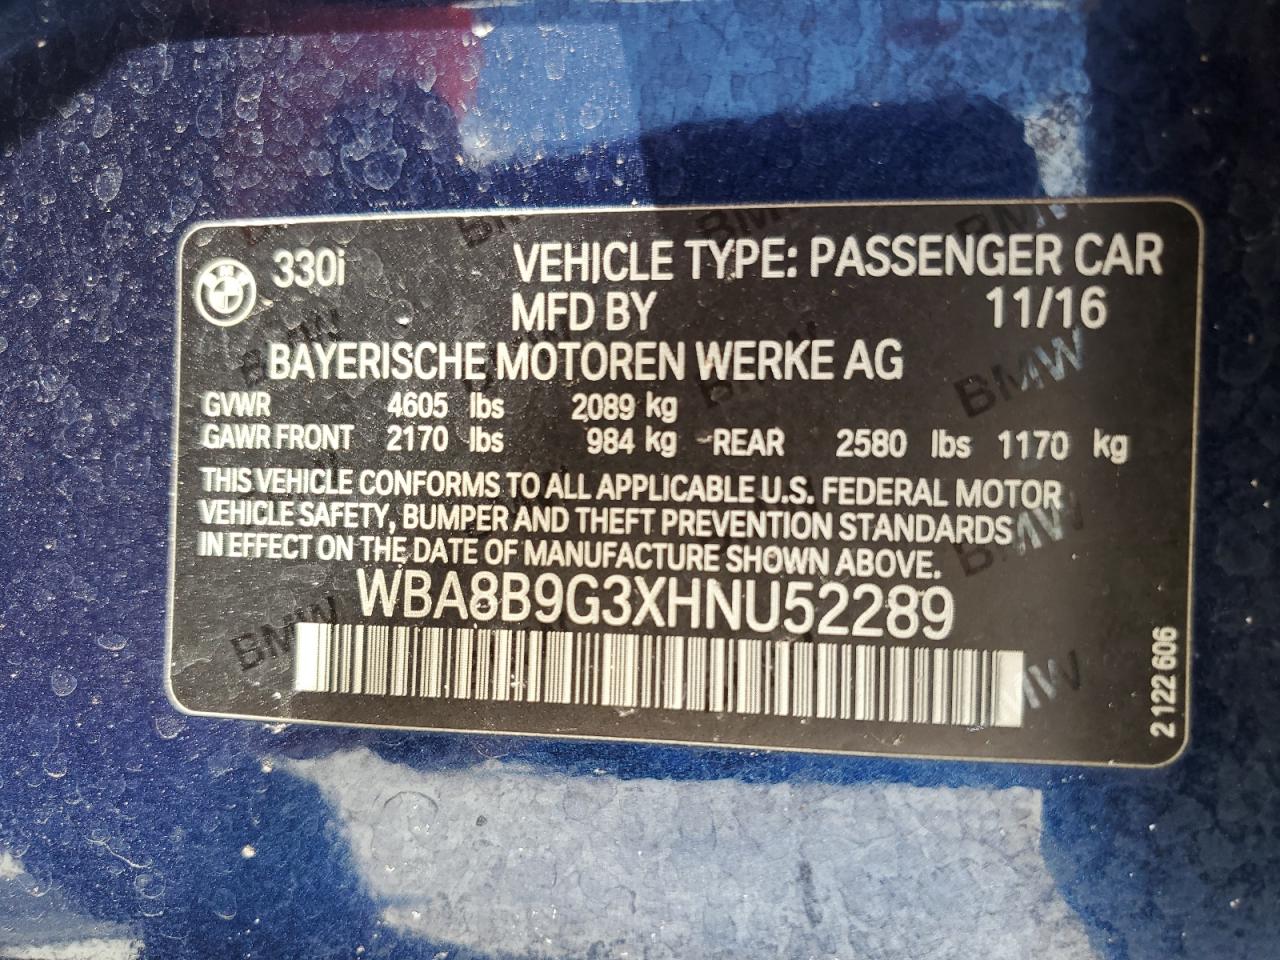 330i VEHICLE TYPE: PASSENGER CAR
MFD BY 11/16
BAYERISCHE MOTOREN WERKE AG
GVWR 4605 lbs 2089 kg
GAWR FRONT 2170 lbs 984 kg -REAR 2580 lbs 1170 kg
THIS VEHICLE CONFORMS TO ALL APPLICABLE U.S. FEDERAL MOTOR
VEHICLE SAFETY, BUMPER AND THEFT PREVENTION STANDARDS
IN EFFECT ON THE DATE OF MANUFACTURE SHOWN ABOVE.
WBA8B9G3XHNU52289
2 122 606